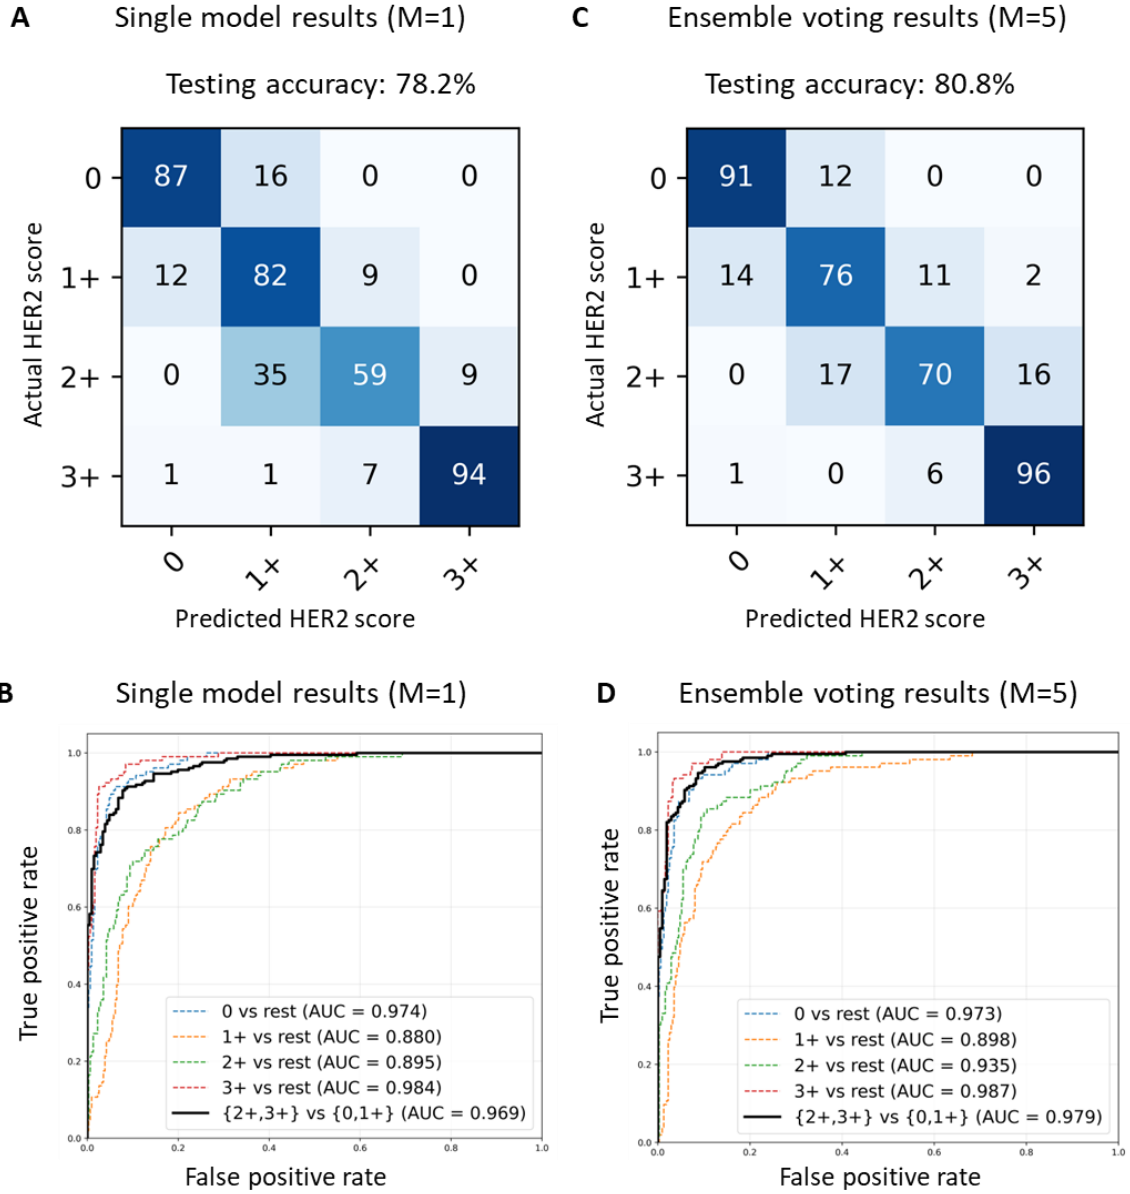 A
Single model results (M=1)
Testing accuracy: 78.2%
Actual HER2 score
0
87 16 0 0
1+
12 82 9 0
2+
0 35 59 9
3+
1 1 7 94
0 1+ 2+ 3+
Predicted HER2 score
C
Ensemble voting results (M=5)
Testing accuracy: 80.8%
Actual HER2 score
0
91 12 0 0
1+
14 76 11 2
2+
0 17 70 16
3+
1 0 6 96
0 1+ 2+ 3+
Predicted HER2 score
B
Single model results (M=1)
True positive rate
1.0
0.8
0.6
0.4
0.2
0.0
0 vs rest (AUC = 0.974)
1+ vs rest (AUC = 0.880)
2+ vs rest (AUC = 0.895)
3+ vs rest (AUC = 0.984)
{2+,3+} vs {0,1+} (AUC = 0.969)
0.0 0.2 0.4 0.6 0.8 1.0
False positive rate
D
Ensemble voting results (M=5)
True positive rate
1.0
0.8
0.6
0.4
0.2
0.0
0 vs rest (AUC = 0.973)
1+ vs rest (AUC = 0.898)
2+ vs rest (AUC = 0.935)
3+ vs rest (AUC = 0.987)
{2+,3+} vs {0,1+} (AUC = 0.979)
0.0 0.2 0.4 0.6 0.8 1.0
False positive rate